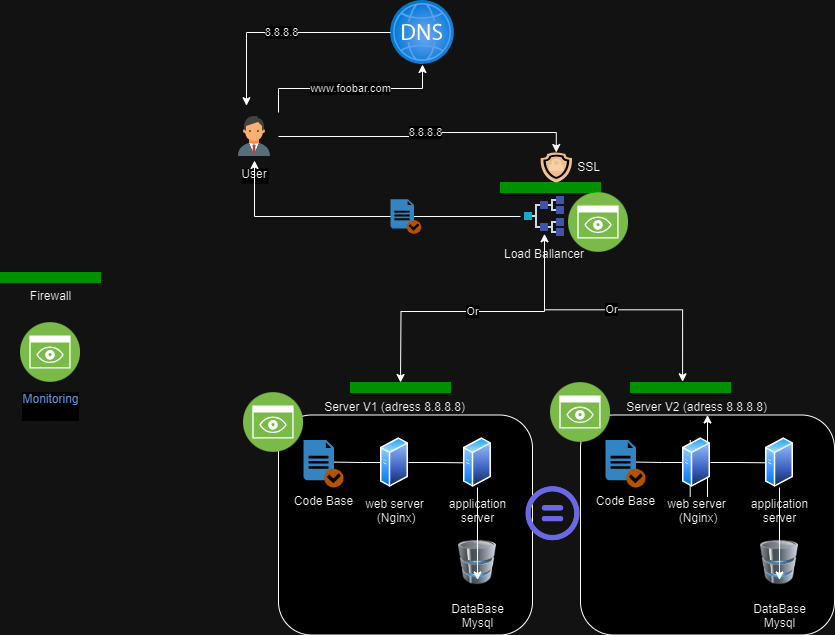 DNS
8.8.8.8
www.foobar.com
8.8.8.8
User
SSL
Load Ballancer
Firewall
Or
Or
Monitoring
Server V1 (adress 8.8.8.8)
Server V2 (adress 8.8.8.8)
Code Base
web server
(Nginx)
application
server
Code Base
web server
(Nginx)
application
server
DataBase
Mysql
DataBase
Mysql